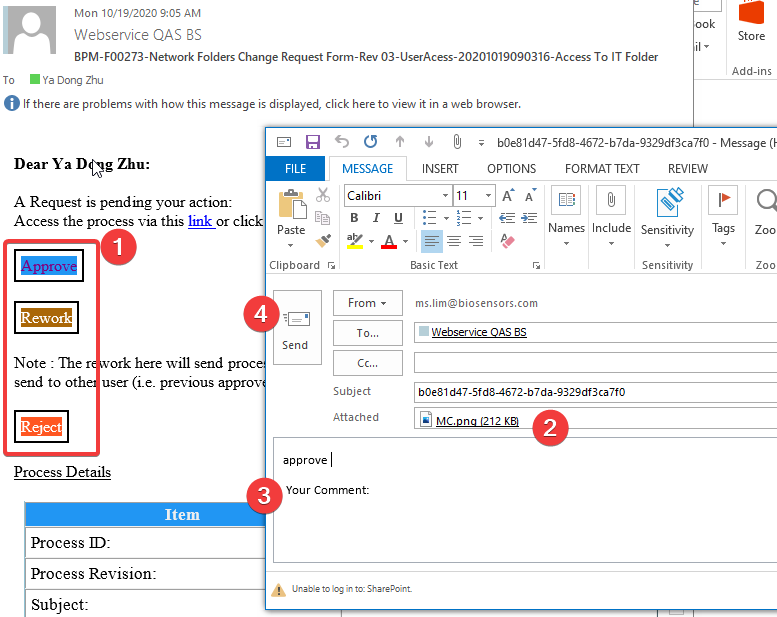 Mon 10/19/2020 9:05 AM
Webservice QAS BS
BPM-F00273-Network Folders Change Request Form-Rev 03-UserAcess-20201019090316-Access To IT Folder
To Ya Dong Zhu
If there are problems with how this message is displayed, click here to view it in a web browser.
Store
Add-ins
Dear Ya Dong Zhu:
A Request is pending your action:
Access the process via this link or click
1
Approve
Rework
Note : The rework here will send
send to other user (i.e. previous
Reject
Process Details
Item
Process ID:
Process Revision:
Subject:
b0e81d47-5fd8-4672-b7da-9329df3ca7f0 - Message
FILE MESSAGE INSERT OPTIONS FORMAT TEXT REVIEW
Calibri 11
Paste
B I U
Names Include Sensitivity Tags
Clipboard Basic Text Sensitivity
4
Send
From ms.lim@biosensors.com
To... Webservice QAS BS
Cc...
Subject b0e81d47-5fd8-4672-b7da-9329df3ca7f0
Attached MC.png (212 KB)
2
approve
3
Your Comment:
Unable to log in to: SharePoint.